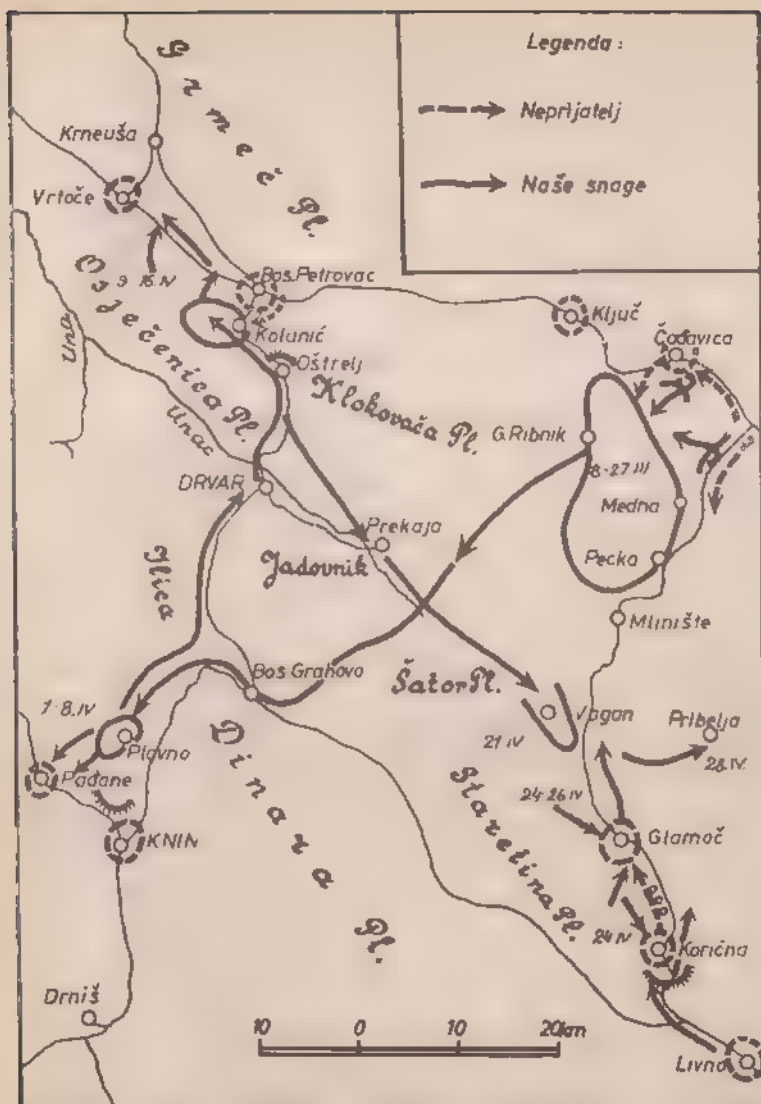 Legenda :
Neprijatelj
Naše snage
Grmeč Pl.
Krneuša
Vrtoče
9-16.IV
Bos.Petrovac
Ključ
Kolunić
Čađavica
Osječenica Pl.
Oštrelj
Una
Unac
Klokovača Pl.
G.Ribnik
8-27.III
DRVAR
Medna
Prekaja
Pecka
Jadovnik
Ilica
Mlinište
Bos.Grahovo
Šator Pl.
Vagan
Pribelja
7-8.IV
Plavno
21.IV
28.IV.
Padane
Dinara Pl.
Staretina Pl.
24-26.IV
Glamoč
KNIN
24.IV
Korićna
Drniš
10 0 10 20km
Livno